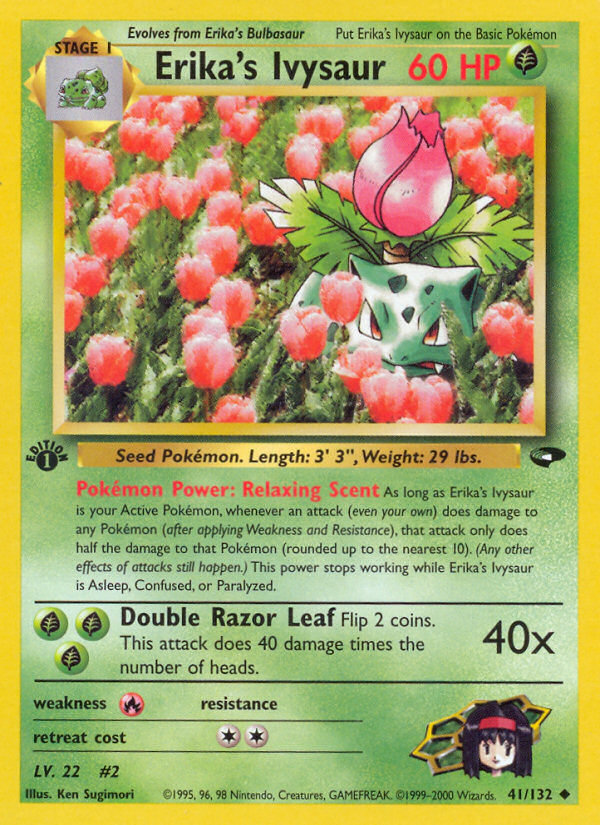 Evolves from Erika's Bulbasaur
Put Erika's Ivysaur on the Basic Pokémon
STAGE 1
Erika's Ivysaur 60 HP
EDITION
1
Seed Pokémon. Length: 3' 3", Weight: 29 lbs.
Pokémon Power: Relaxing Scent As long as Erika's Ivysaur
is your Active Pokémon, whenever an attack (even your own) does damage to
any Pokémon (after applying Weakness and Resistance), that attack only does
half the damage to that Pokémon (rounded up to the nearest 10). (Any other
effects of attacks still happen.) This power stops working while Erika's Ivysaur
is Asleep, Confused, or Paralyzed.
Double Razor Leaf Flip 2 coins.
This attack does 40 damage times the
number of heads.
40x
weakness
resistance
retreat cost
LV. 22 #2
Illus. Ken Sugimori
©1995, 96, 98 Nintendo, Creatures, GAMEFREAK. ©1999-2000 Wizards.
41/132